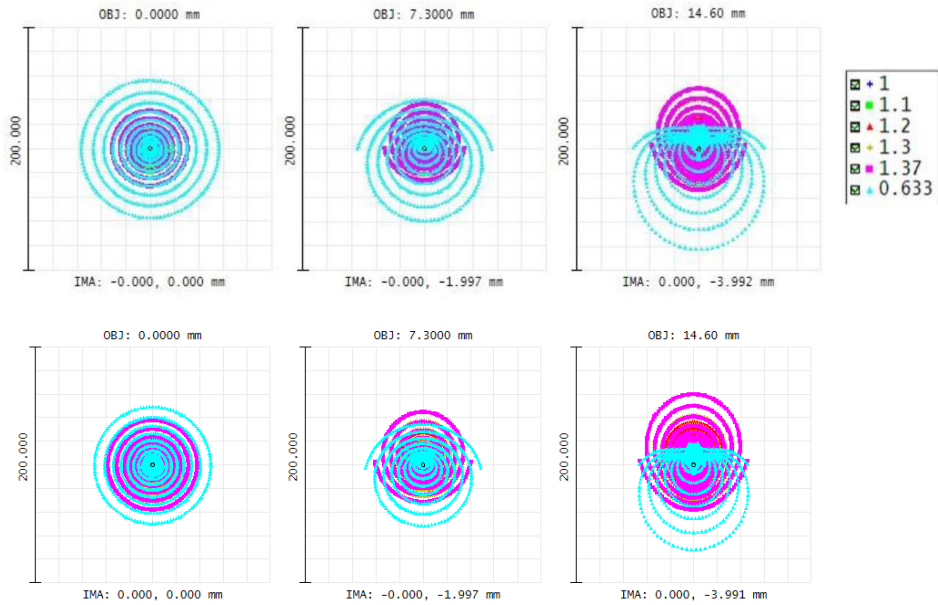 OBJ: 0.0000 mm
OBJ: 7.3000 mm
OBJ: 14.60 mm
200.000
200.000
200.000
IMA: -0.000, 0.000 mm
IMA: -0.000, -1.997 mm
IMA: 0.000, -3.992 mm
1
1.1
1.2
1.3
1.37
0.633
OBJ: 0.0000 mm
OBJ: 7.3000 mm
OBJ: 14.60 mm
200.000
200.000
200.000
IMA: 0.000, 0.000 mm
IMA: -0.000, -1.997 mm
IMA: 0.000, -3.991 mm